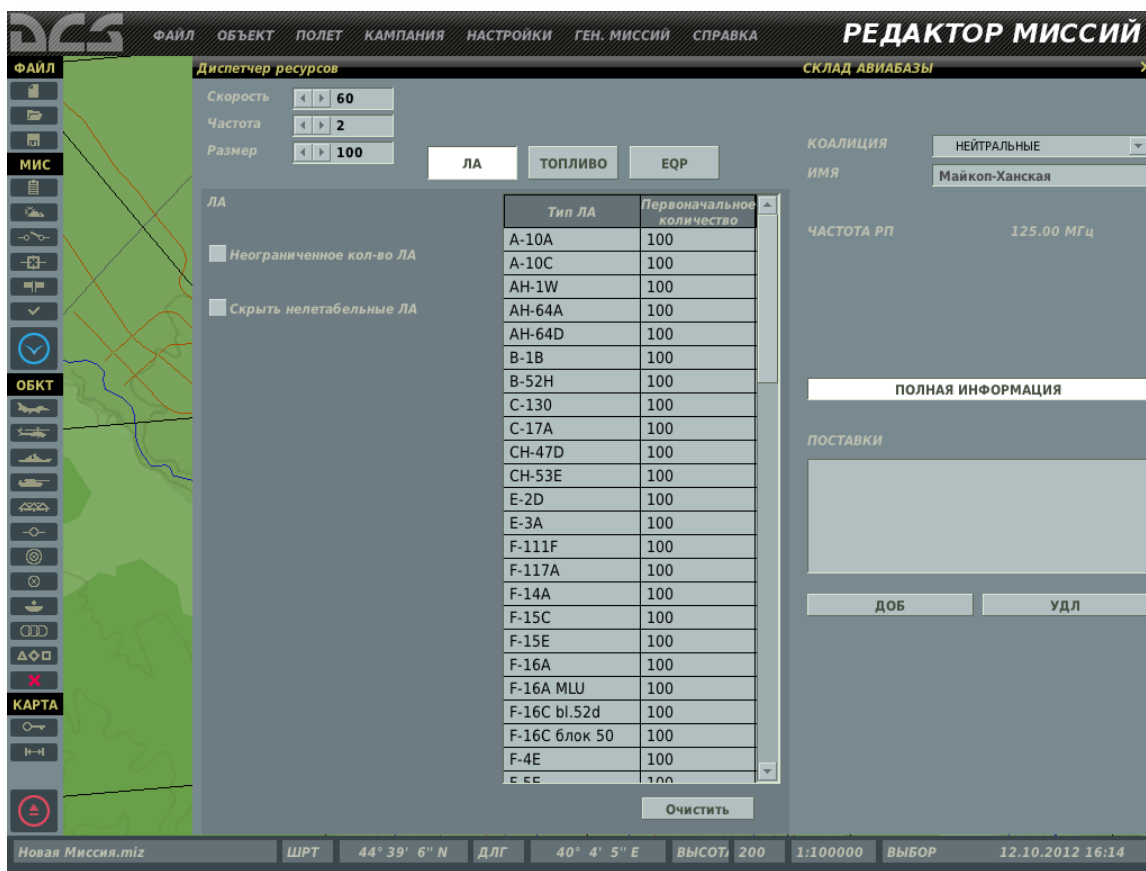 DCS
ФАЙЛ ОБЪЕКТ ПОЛЕТ КАМПАНИЯ НАСТРОЙКИ ГЕН. МИССИЙ СПРАВКА РЕДАКТОР МИССИЙ
ФАЙЛ
МИС
ОБКТ
КАРТА
Диспетчер ресурсов
Скорость 60
Частота 2
Размер 100
ЛА ТОПЛИВО EQP
ЛА
Неограниченное кол-во ЛА
Скрыть нелетабельные ЛА
Тип ЛА Первоначальное количество
A-10A 100
A-10C 100
AH-1W 100
AH-64A 100
AH-64D 100
B-1B 100
B-52H 100
C-130 100
C-17A 100
CH-47D 100
CH-53E 100
E-2D 100
E-3A 100
F-111F 100
F-117A 100
F-14A 100
F-15C 100
F-15E 100
F-16A 100
F-16A MLU 100
F-16C bl.52d 100
F-16C блок 50 100
F-4E 100
F-5E 100
Очистить
СКЛАД АВИАБАЗЫ
КОАЛИЦИЯ НЕЙТРАЛЬНЫЕ
ИМЯ Майкоп-Ханская
ЧАСТОТА РП 125.00 МГц
ПОЛНАЯ ИНФОРМАЦИЯ
ПОСТАВКИ
ДОБ УДЛ
Новая Миссия.miz ШРТ 44° 39' 6" N ДЛГ 40° 4' 5" E ВЫСОТ 200 1:100000 ВЫБОР 12.10.2012 16:14